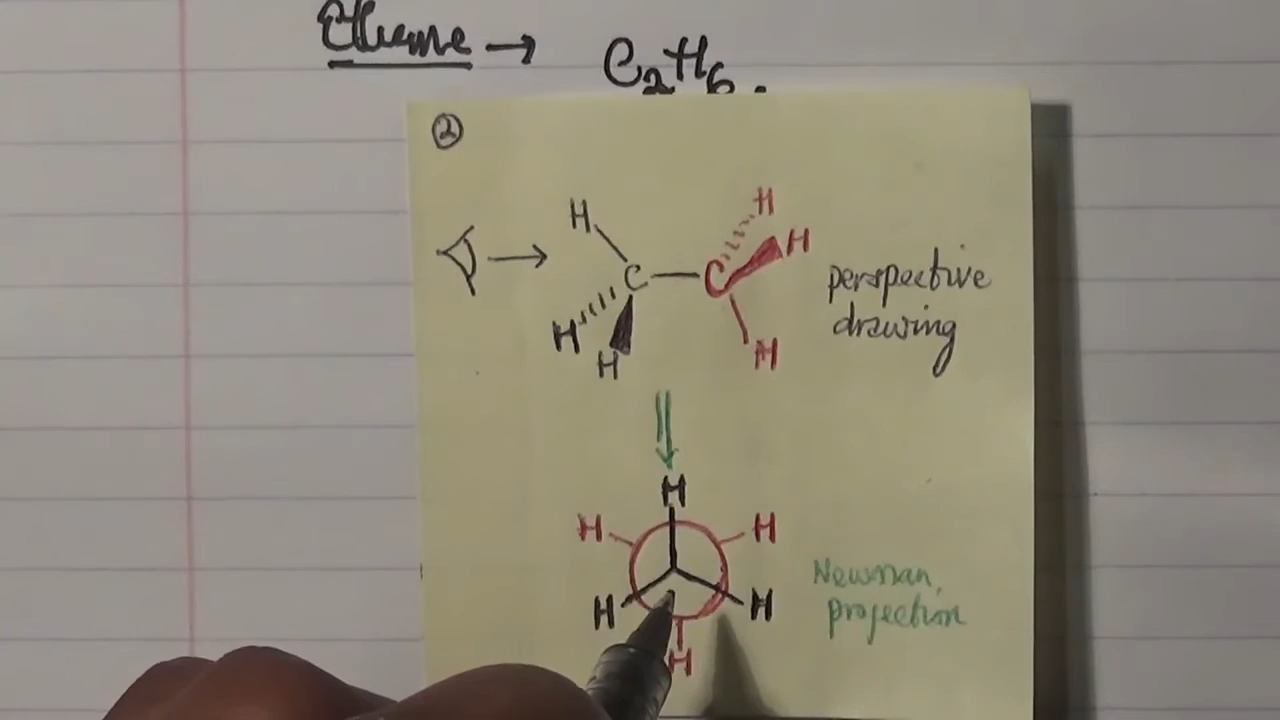 Ethane → C₂H₆.
②
H
H
→ C — C H perspective
drawing
H
H
H
H
H H
Newman
projection
H H
H